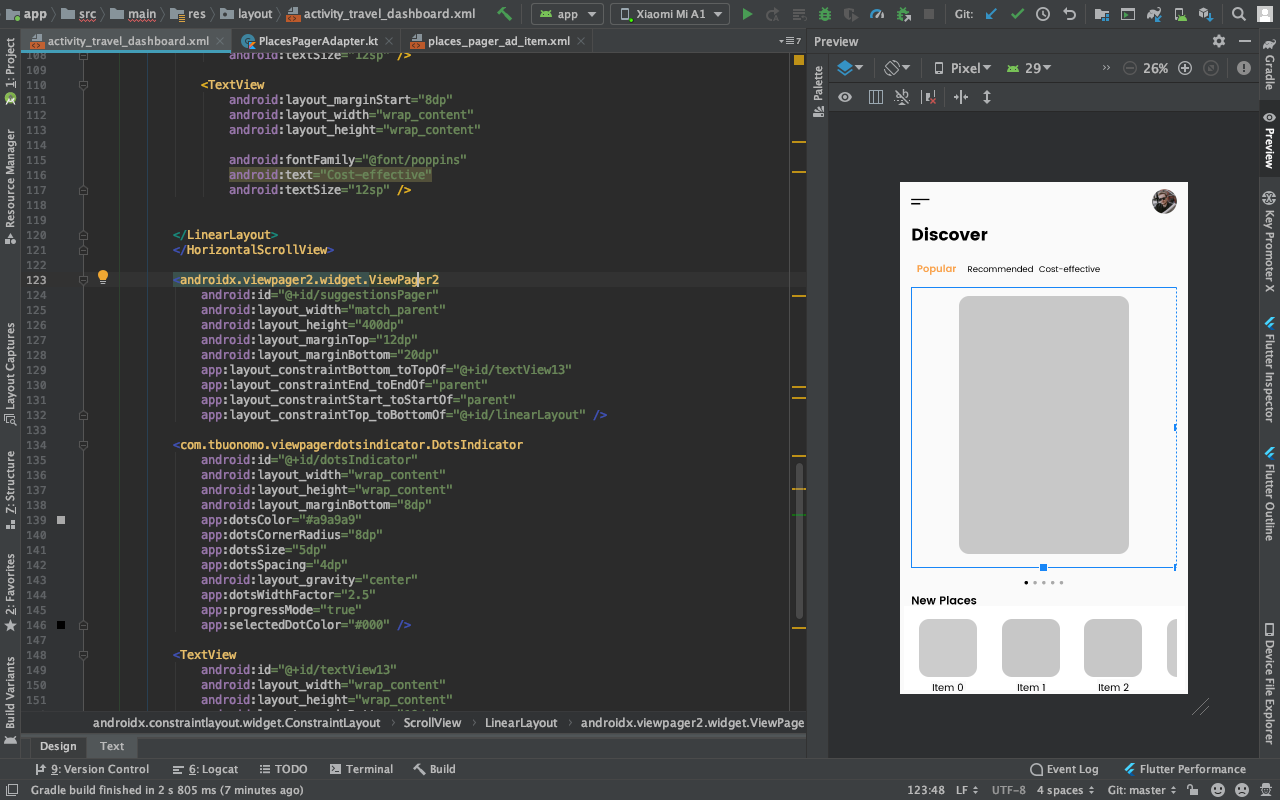 app src main res layout activity_travel_dashboard.xml app Xiaomi Mi A1 Git:
activity_travel_dashboard.xml PlacesPagerAdapter.kt places_pager_ad_item.xml 7 Preview
1: Project
Resource Manager
Layout Captures
Z: Structure
2: Favorites
Build Variants
108 android:textSize="12sp" />
109
110 <TextView
111 android:layout_marginStart="8dp"
112 android:layout_width="wrap_content"
113 android:layout_height="wrap_content"
114
115 android:fontFamily="@font/poppins"
116 android:text="Cost-effective"
117 android:textSize="12sp" />
118
119
120 </LinearLayout>
121 </HorizontalScrollView>
122
123 <androidx.viewpager2.widget.ViewPager2
124 android:id="@+id/suggestionsPager"
125 android:layout_width="match_parent"
126 android:layout_height="400dp"
127 android:layout_marginTop="12dp"
128 android:layout_marginBottom="20dp"
129 app:layout_constraintBottom_toTopOf="@+id/textView13"
130 app:layout_constraintEnd_toEndOf="parent"
131 app:layout_constraintStart_toStartOf="parent"
132 app:layout_constraintTop_toBottomOf="@+id/linearLayout" />
133
134 <com.tbuonomo.viewpagerdotsindicator.DotsIndicator
135 android:id="@+id/dotsIndicator"
136 android:layout_width="wrap_content"
137 android:layout_height="wrap_content"
138 android:layout_marginBottom="8dp"
139 app:dotsColor="#a9a9a9"
140 app:dotsCornerRadius="8dp"
141 app:dotsSize="5dp"
142 app:dotsSpacing="4dp"
143 android:layout_gravity="center"
144 app:dotsWidthFactor="2.5"
145 app:progressMode="true"
146 app:selectedDotColor="#000" />
147
148 <TextView
149 android:id="@+id/textView13"
150 android:layout_width="wrap_content"
151 android:layout_height="wrap_content"
androidx.constraintlayout.widget.ConstraintLayout › ScrollView › LinearLayout › androidx.viewpager2.widget.ViewPage
Design Text
Palette
Pixel 29 » 26%
Discover
Popular Recommended Cost-effective
New Places
Item 0 Item 1 Item 2
Gradle
Preview
Key Promoter X
Flutter Inspector
Flutter Outline
Device File Explorer
9: Version Control 6: Logcat TODO Terminal Build Event Log Flutter Performance
Gradle build finished in 2 s 805 ms (7 minutes ago) 123:48 LF UTF-8 4 spaces Git: master